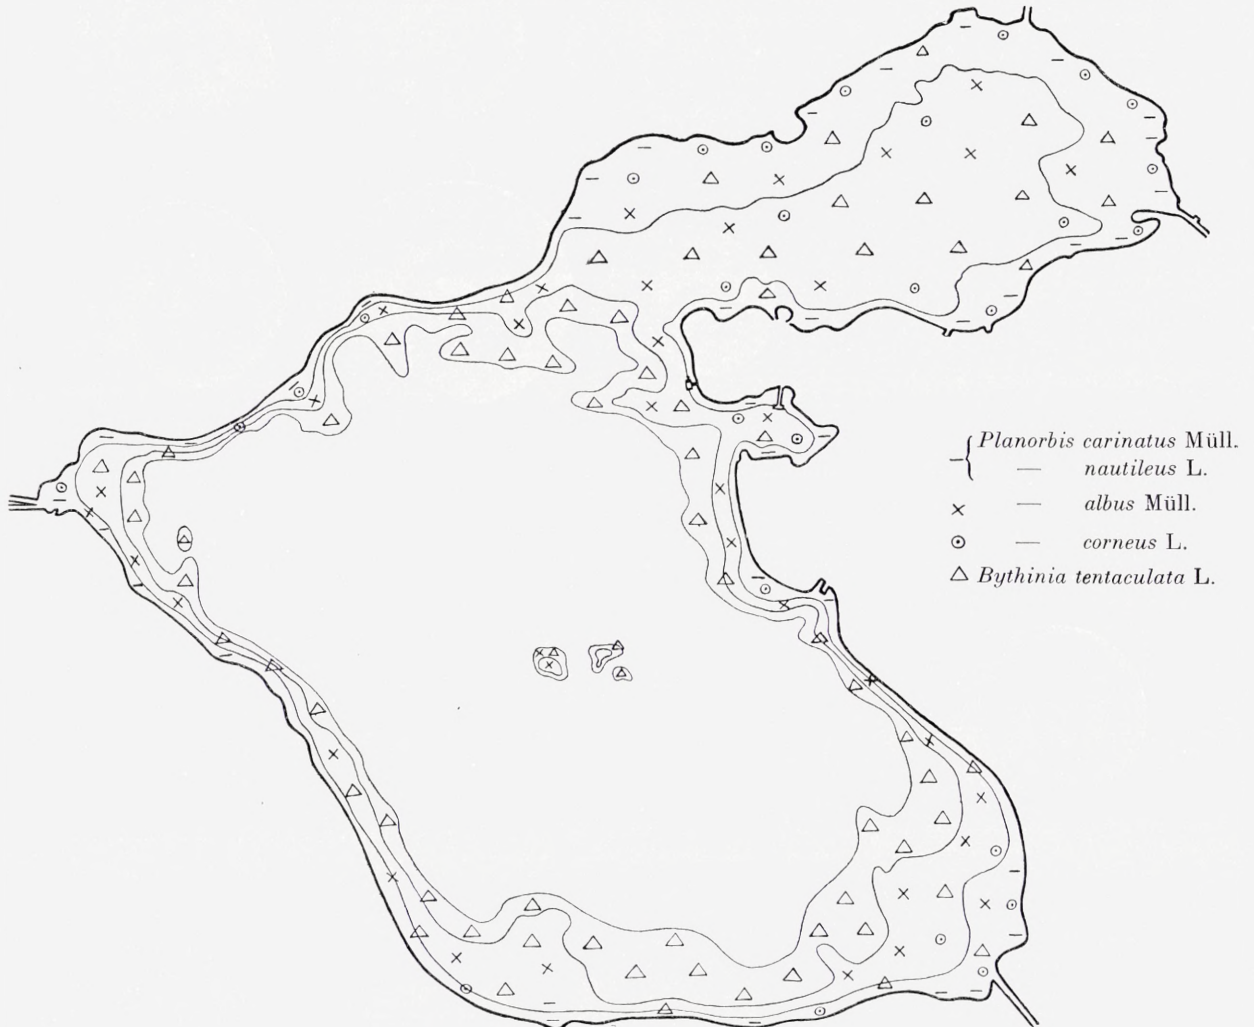 Planorbis carinatus Müll.
— nautileus L.
— albus Müll.
— corneus L.
Bythinia tentaculata L.